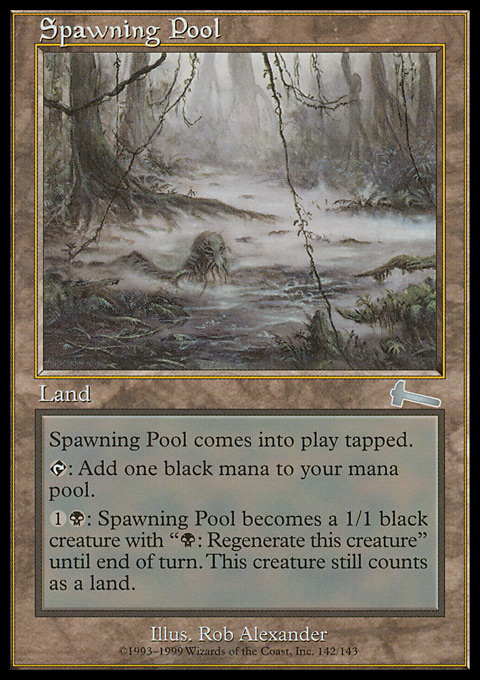 Spawning Pool
Land
Spawning Pool comes into play tapped.
: Add one black mana to your mana
pool.
1 : Spawning Pool becomes a 1/1 black
creature with “ : Regenerate this creature”
until end of turn. This creature still counts
as a land.
Illus. Rob Alexander
©1993–1999 Wizards of the Coast, Inc. 142/143